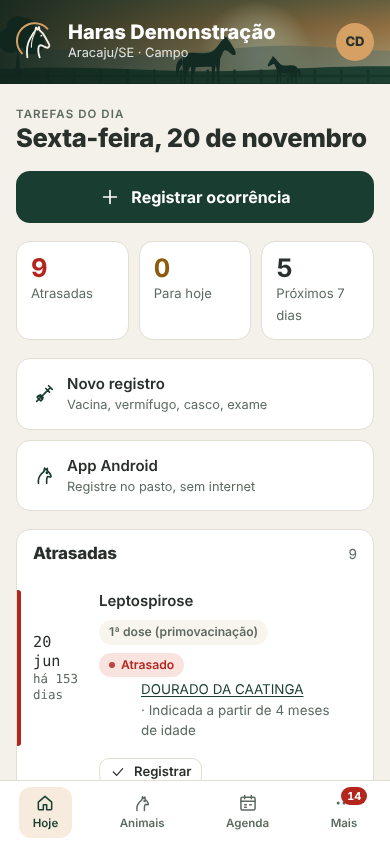 Haras Demonstração
Aracaju/SE · Campo
CD
TAREFAS DO DIA
Sexta-feira, 20 de novembro
Registrar ocorrência
9
Atrasadas
0
Para hoje
5
Próximos 7
dias
Novo registro
Vacina, vermífugo, casco, exame
App Android
Registre no pasto, sem internet
Atrasadas
9
20
jun
há 153
dias
Leptospirose
1ª dose (primovacinação)
Atrasado
DOURADO DA CAATINGA
· Indicada a partir de 4 meses
de idade
Registrar
Hoje
Animais
Agenda
14
Mais